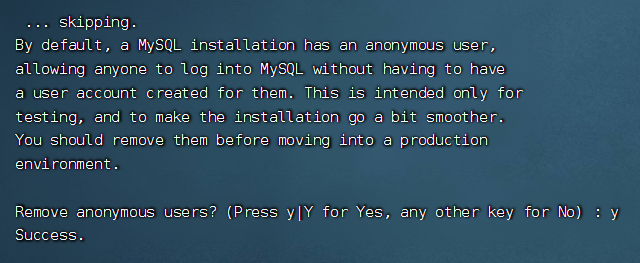 ... skipping.
By default, a MySQL installation has an anonymous user,
allowing anyone to log into MySQL without having to have
a user account created for them. This is intended only for
testing, and to make the installation go a bit smoother.
You should remove them before moving into a production
environment.
Remove anonymous users? (Press y|Y for Yes, any other key for No) : y
Success.